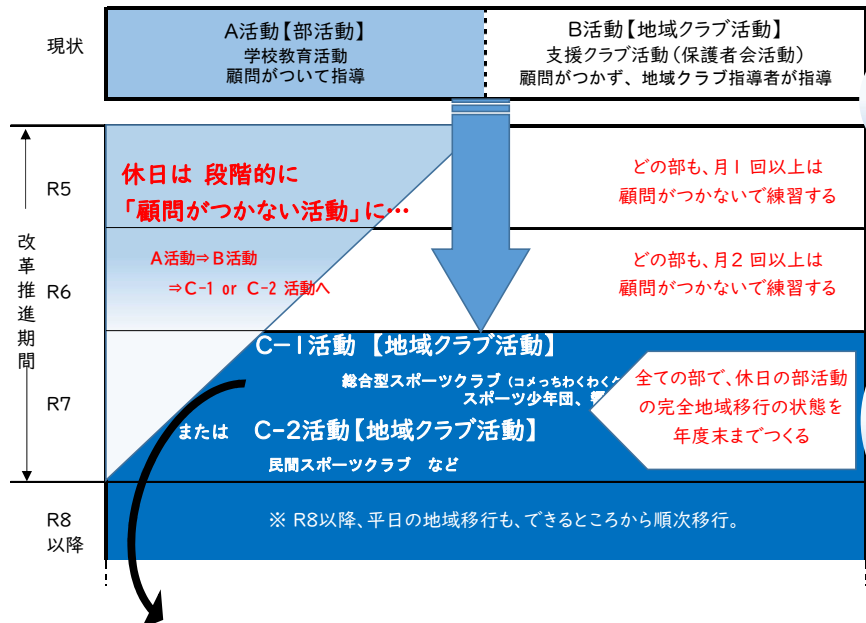 現状
A活動【部活動】
学校教育活動
顧問がついて指導
B活動【地域クラブ活動】
支援クラブ活動(保護者会活動)
顧問がつかず、地域クラブ指導者が指導
改革推進期間
R5
休日は 段階的に
「顧問がつかない活動」に…
どの部も、月1回以上は
顧問がつかないで練習する
R6
A活動⇒B活動
⇒C-1 or C-2 活動へ
どの部も、月2回以上は
顧問がつかないで練習する
R7
C-1活動 【地域クラブ活動】
総合型スポーツクラブ(コメっちわくわく
スポーツ少年団、
または C-2活動【地域クラブ活動】
民間スポーツクラブ など
全ての部で、休日の部活動
の完全地域移行の状態を
年度末までつくる
R8
以降
※ R8以降、平日の地域移行も、できるところから順次移行。